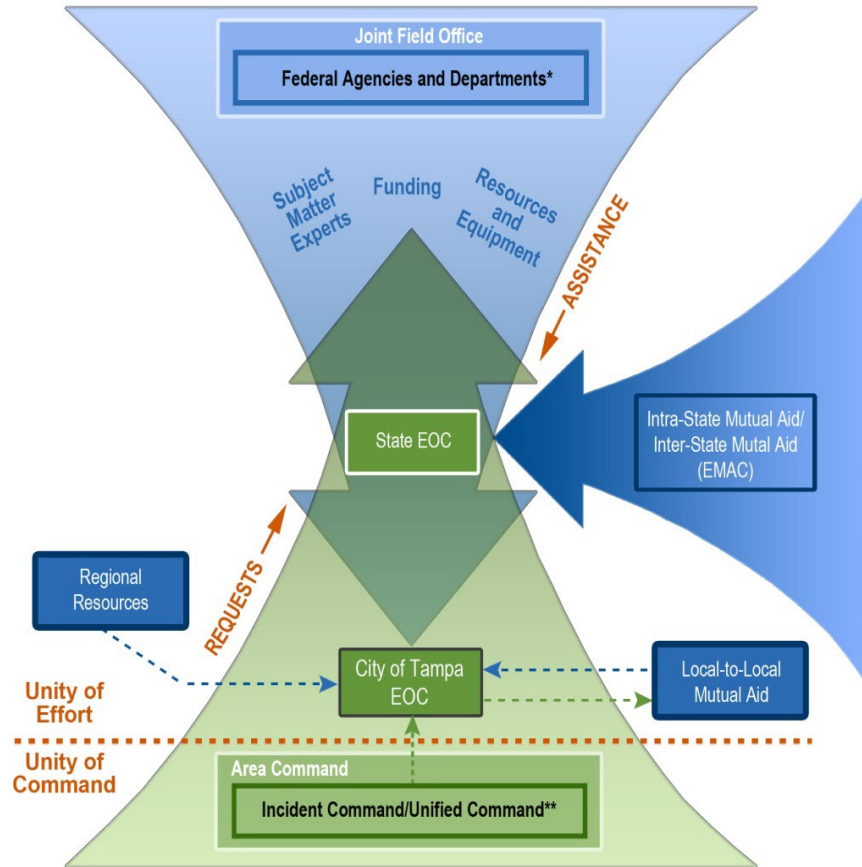 Joint Field Office
Federal Agencies and Departments*
Subject
Matter
Experts
Funding
Resources
and
Equipment
ASSISTANCE
State EOC
Intra-State Mutual Aid/
Inter-State Mutal Aid
(EMAC)
REQUESTS
Regional
Resources
City of Tampa
EOC
Local-to-Local
Mutual Aid
Unity of
Effort
Unity of
Command
Area Command
Incident Command/Unified Command**